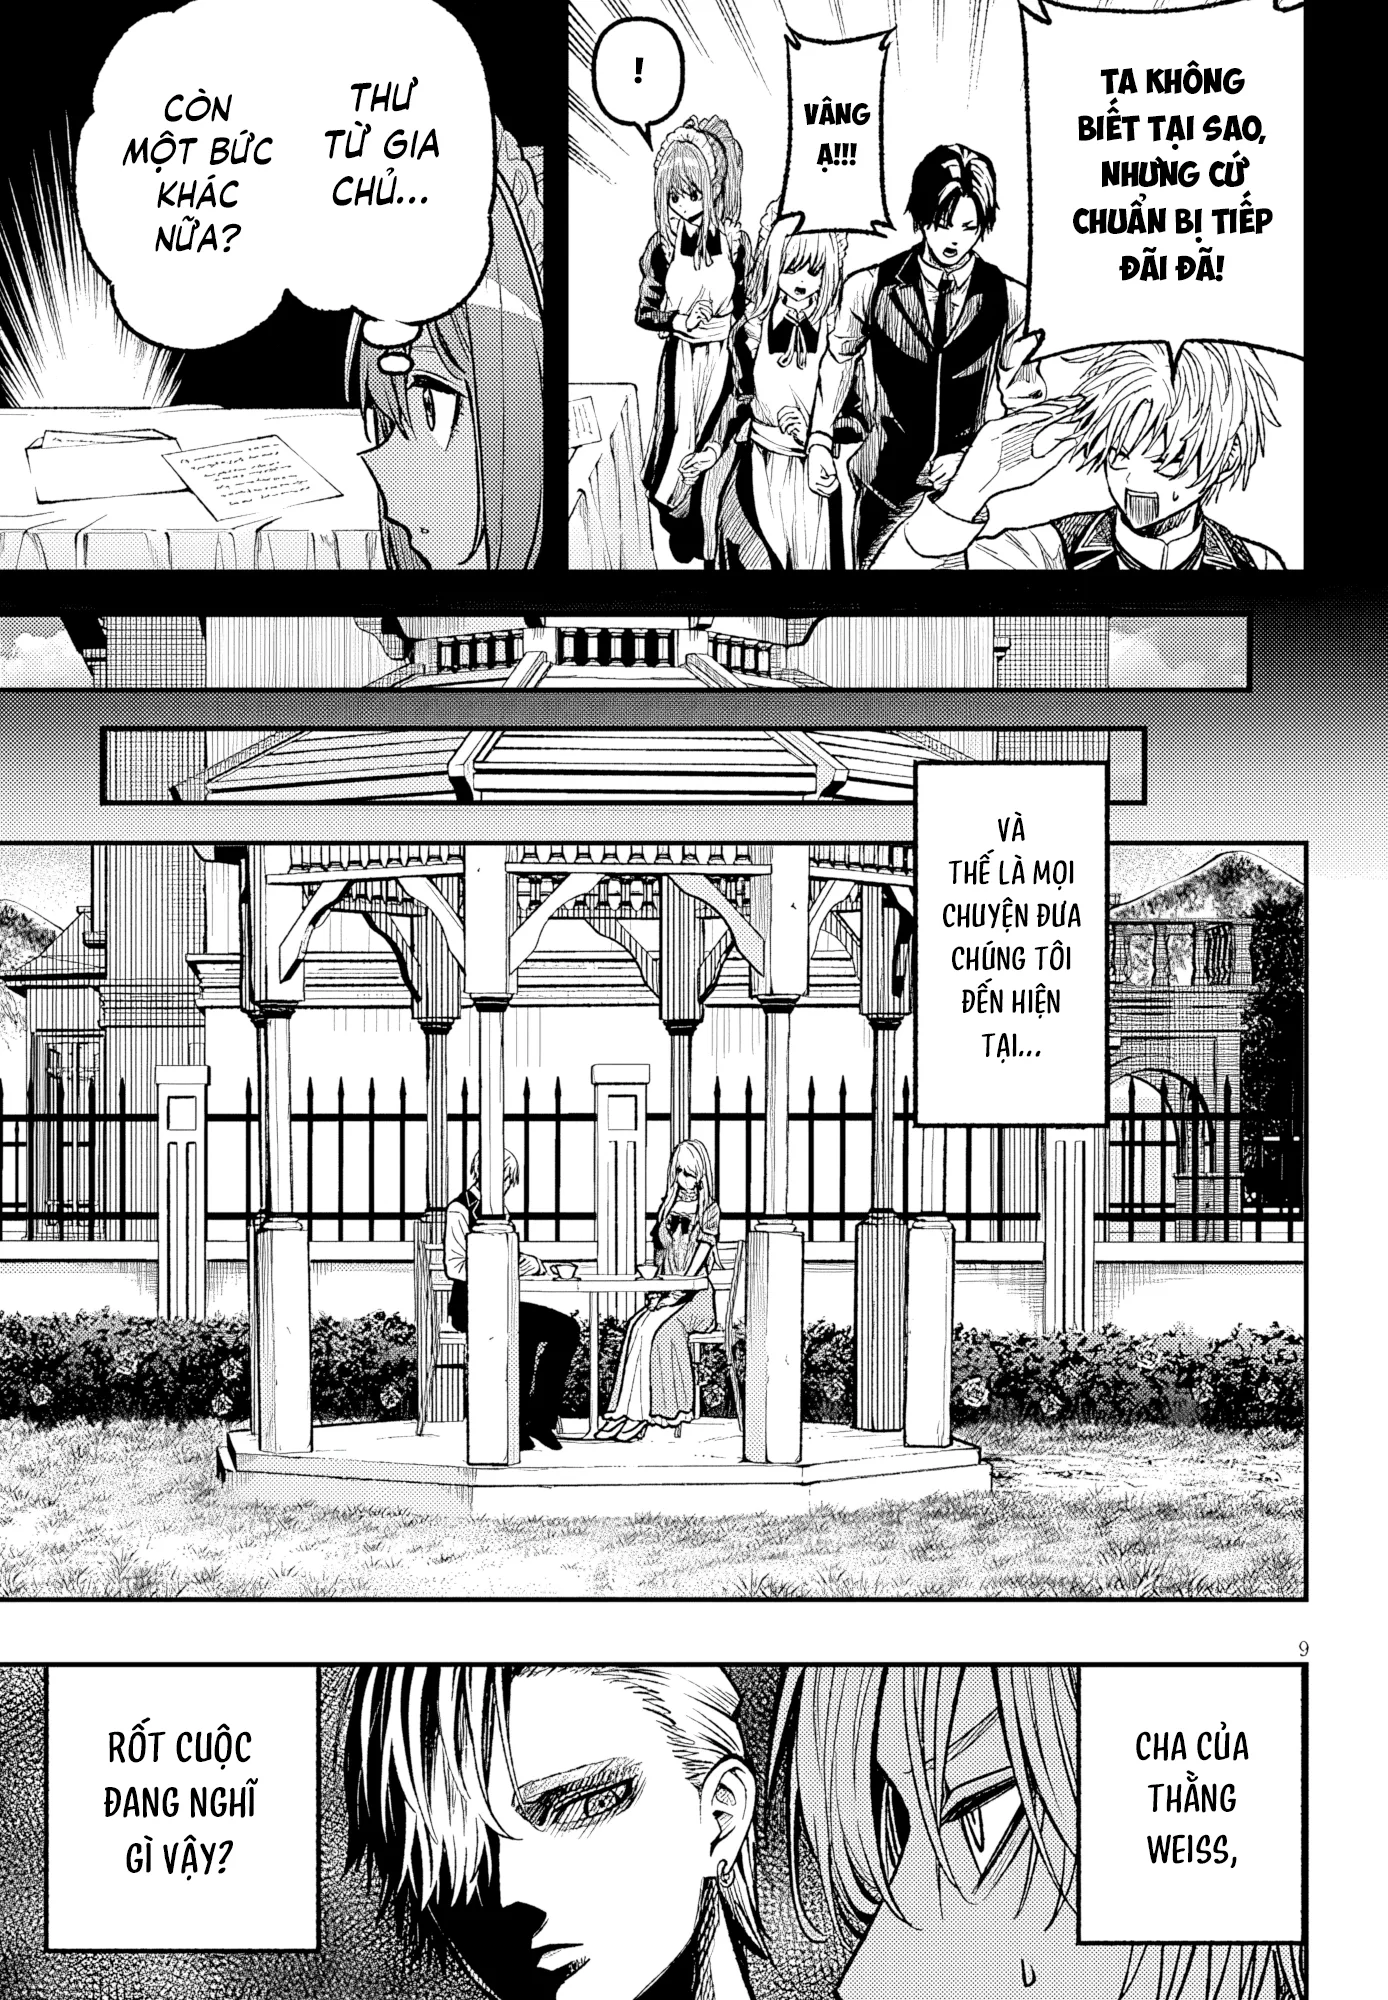 TA KHÔNG
BIẾT TẠI SAO,
NHƯNG CỨ
CHUẨN BỊ TIẾP
ĐÃI ĐÃ!
VÂNG
Ạ!!!
!
THƯ
TỪ GIA
CHỦ...
CÒN
MỘT BỨC
KHÁC
NỮA?
VÀ
THẾ LÀ MỌI
CHUYỆN ĐƯA
CHÚNG TÔI
ĐẾN HIỆN
TẠI...
9
CHA CỦA
THẰNG
WEISS,
RỐT CUỘC
ĐANG NGHĨ
GÌ VẬY?